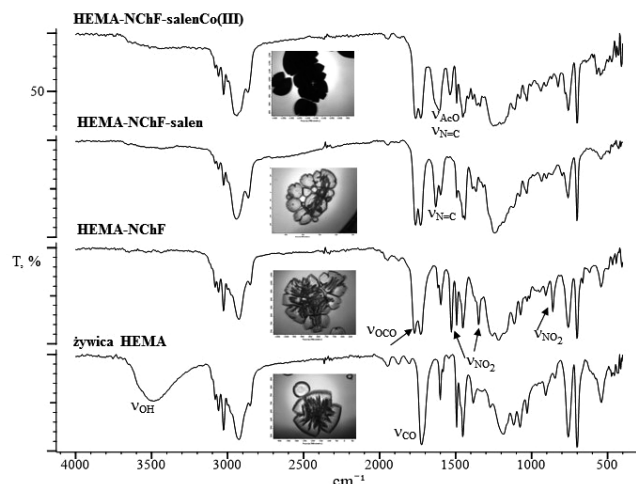 HEMA-NChF-salenCo(III)
50
νAcO
νN=C
HEMA-NChF-salen
νN=C
HEMA-NChF
T, %
νOCO
νNO2
νNO2
żywica HEMA
νOH
νCO
4000 3500 3000 2500 2000 1500 1000 500
cm⁻¹